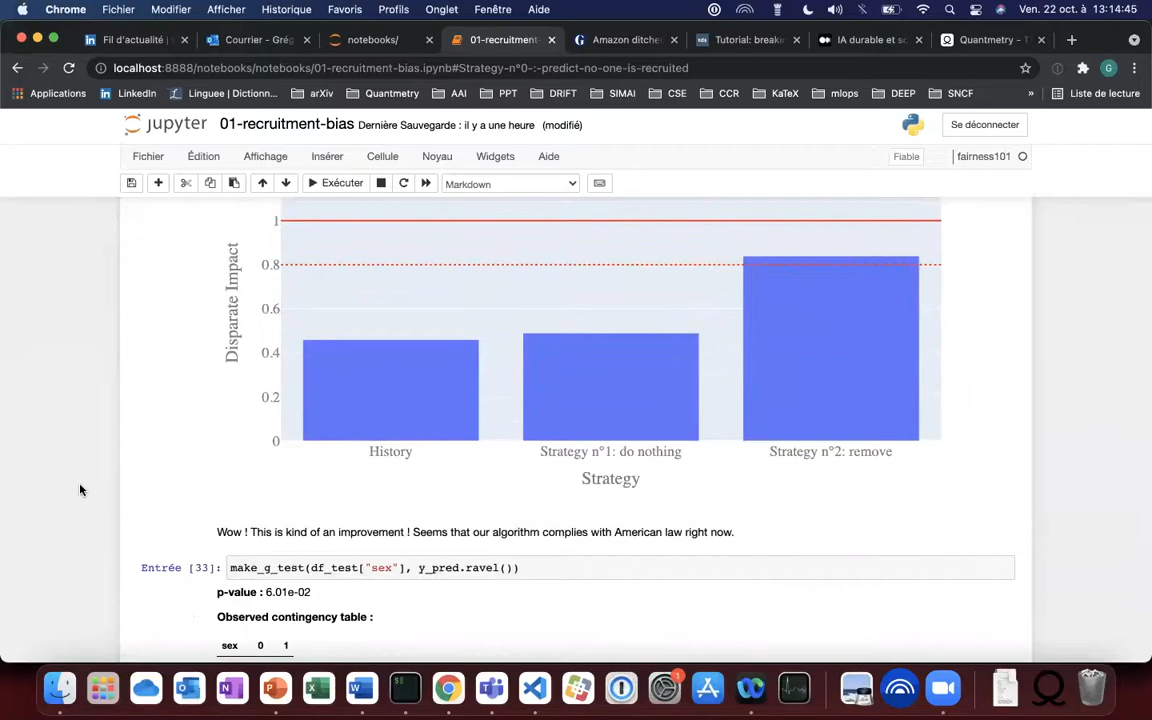 Chrome Fichier Modifier Afficher Historique Favoris Profils Onglet Fenêtre Aide Ven. 22 oct. à 13:14:45
Fil d'actualité Courrier - Grég notebooks/ 01-recruitment- Amazon ditche Tutorial: break IA durable et so Quantmetry - T
localhost:8888/notebooks/notebooks/01-recruitment-bias.ipynb#Strategy-n°0-:-predict-no-one-is-recruited
G
Applications LinkedIn Linguee | Dictionn... arXiv Quantmetry AAI PPT DRIFT SIMAI CSE CCR KaTeX mlops DEEP SNCF » Liste de lecture
jupyter 01-recruitment-bias Dernière Sauvegarde : il y a une heure (modifié) Se déconnecter
Fichier Édition Affichage Insérer Cellule Noyau Widgets Aide Fiable fairness101
Exécuter Markdown
1
0.8
0.6
0.4
0.2
0
Disparate Impact
History Strategy n°1: do nothing Strategy n°2: remove
Strategy
Wow ! This is kind of an improvement ! Seems that our algorithm complies with American law right now.
Entrée [33]: make_g_test(df_test["sex"], y_pred.ravel())
p-value : 6.01e-02
Observed contingency table :
sex 0 1
1